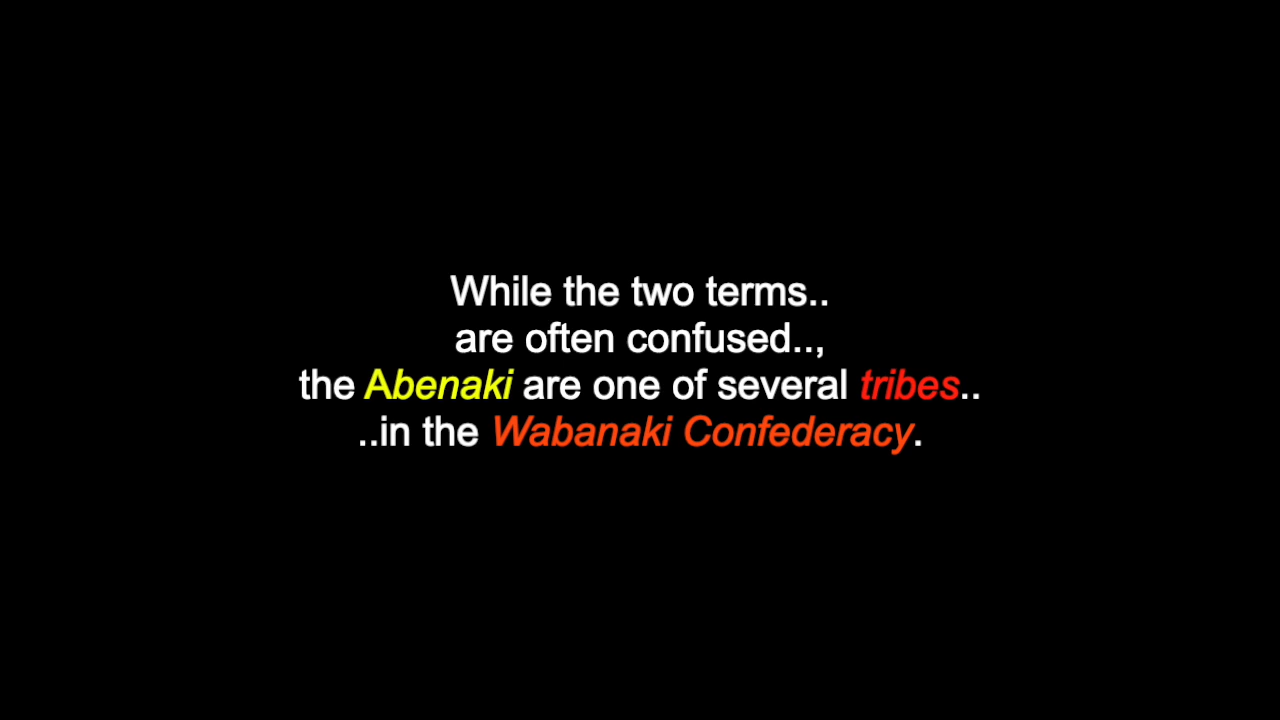 While the two terms..
are often confused..,
the Abenaki are one of several tribes..
..in the Wabanaki Confederacy.